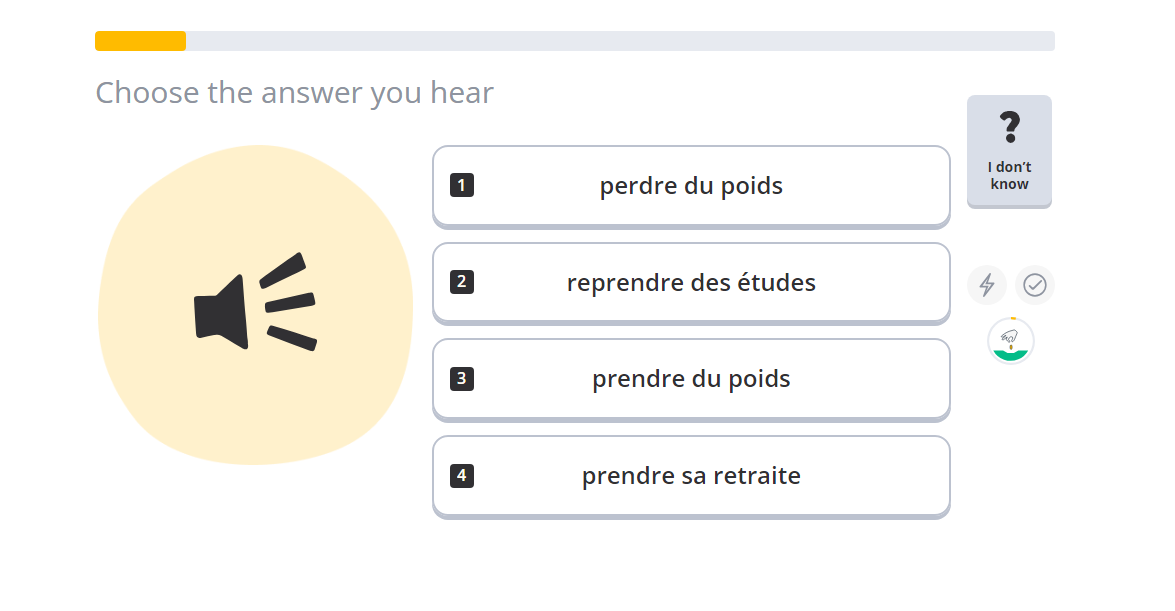 Choose the answer you hear
?
I don't
know
1 perdre du poids
2 reprendre des études
3 prendre du poids
4 prendre sa retraite